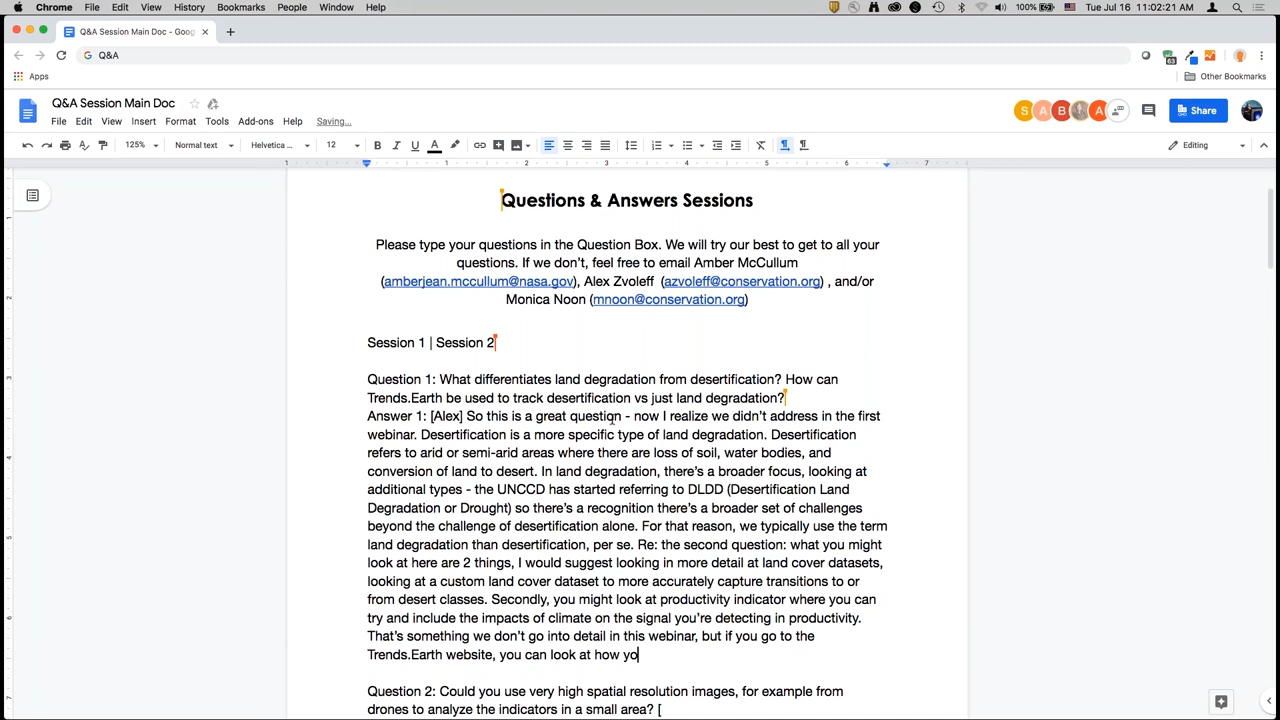 Chrome File Edit View History Bookmarks People Window Help 100% Tue Jul 16 11:02:21 AM
Q&A Session Main Doc - Goog
Q&A
63
Apps Other Bookmarks
Q&A Session Main Doc
S A B A
Share
File Edit View Insert Format Tools Add-ons Help Saving...
125% Normal text Helvetica ... 12 B I U A Editing
1 1 2 3 4 5 6 7
Questions & Answers Sessions
Please type your questions in the Question Box. We will try our best to get to all your
questions. If we don't, feel free to email Amber McCullum
(amberjean.mccullum@nasa.gov), Alex Zvoleff (azvoleff@conservation.org) , and/or
Monica Noon (mnoon@conservation.org)
Session 1 | Session 2
Question 1: What differentiates land degradation from desertification? How can
Trends.Earth be used to track desertification vs just land degradation?
Answer 1: [Alex] So this is a great question - now I realize we didn't address in the first
webinar. Desertification is a more specific type of land degradation. Desertification
refers to arid or semi-arid areas where there are loss of soil, water bodies, and
conversion of land to desert. In land degradation, there's a broader focus, looking at
additional types - the UNCCD has started referring to DLDD (Desertification Land
Degradation or Drought) so there's a recognition there's a broader set of challenges
beyond the challenge of desertification alone. For that reason, we typically use the term
land degradation than desertification, per se. Re: the second question: what you might
look at here are 2 things, I would suggest looking in more detail at land cover datasets,
looking at a custom land cover dataset to more accurately capture transitions to or
from desert classes. Secondly, you might look at productivity indicator where you can
try and include the impacts of climate on the signal you're detecting in productivity.
That's something we don't go into detail in this webinar, but if you go to the
Trends.Earth website, you can look at how yo
Question 2: Could you use very high spatial resolution images, for example from
drones to analyze the indicators in a small area? [